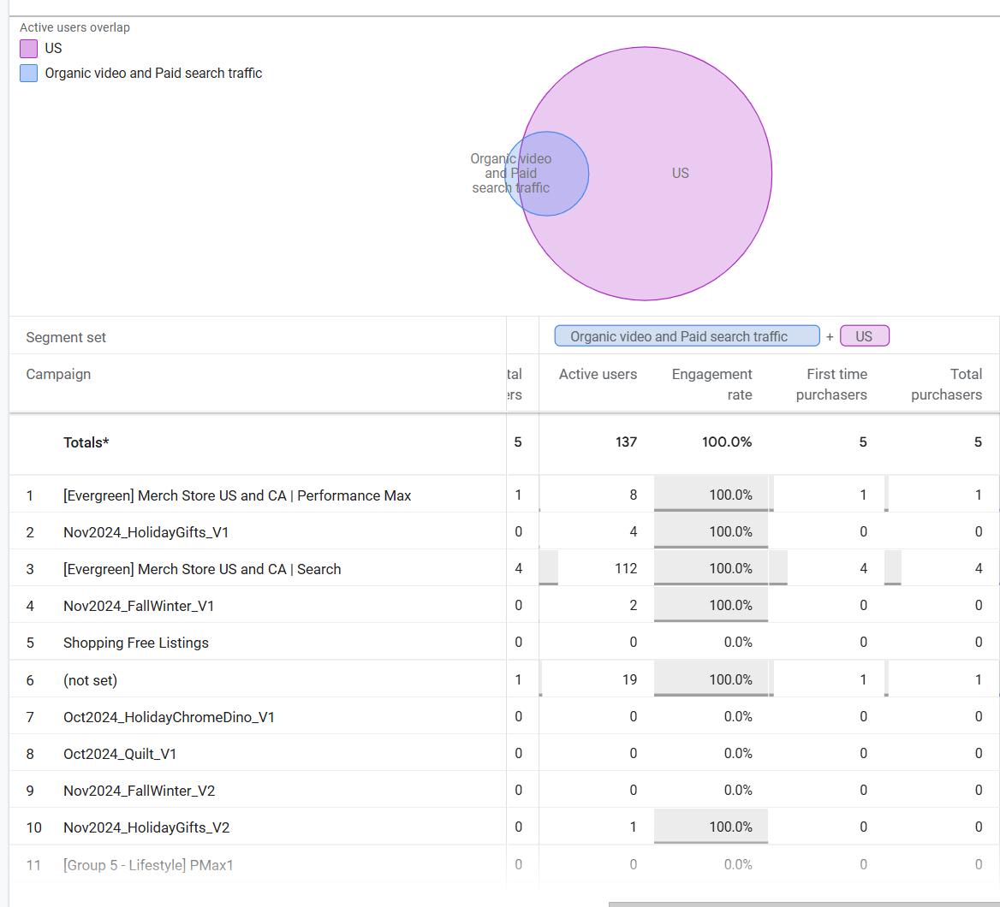 Active users overlap
US
Organic video and Paid search traffic
Organic video
and Paid
search traffic
US
Segment set
Organic video and Paid search traffic + US
Campaign
tal
ers
Active users
Engagement
rate
First time
purchasers
Total
purchasers
Totals* 5 137 100.0% 5 5
1 [Evergreen] Merch Store US and CA | Performance Max 1 8 100.0% 1 1
2 Nov2024_HolidayGifts_V1 0 4 100.0% 0 0
3 [Evergreen] Merch Store US and CA | Search 4 112 100.0% 4 4
4 Nov2024_FallWinter_V1 0 2 100.0% 0 0
5 Shopping Free Listings 0 0 0.0% 0 0
6 (not set) 1 19 100.0% 1 1
7 Oct2024_HolidayChromeDino_V1 0 0 0.0% 0 0
8 Oct2024_Quilt_V1 0 0 0.0% 0 0
9 Nov2024_FallWinter_V2 0 0 0.0% 0 0
10 Nov2024_HolidayGifts_V2 0 1 100.0% 0 0
11 [Group 5 - Lifestyle] PMax1 0 0 0.0% 0 0